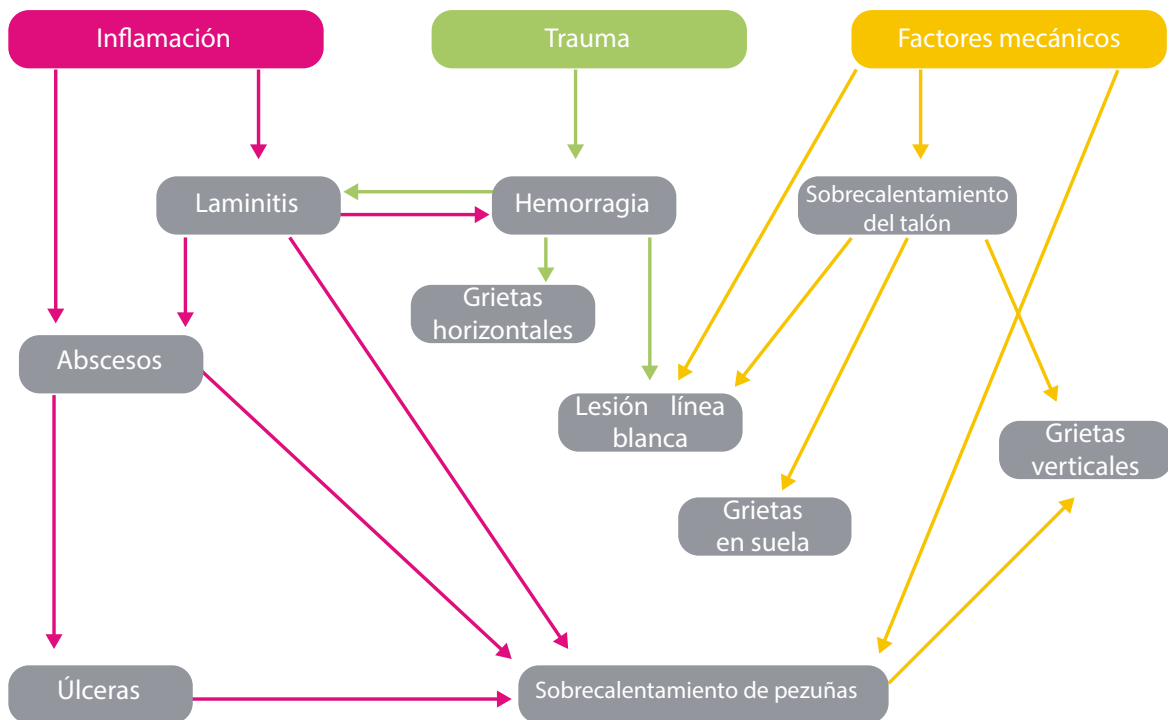 Inflamación
Trauma
Factores mecánicos
Laminitis
Hemorragia
Sobrecalentamiento
del talón
Grietas
horizontales
Abscesos
Lesión línea
blanca
Grietas
verticales
Grietas
en suela
Úlceras
Sobrecalentamiento de pezuñas